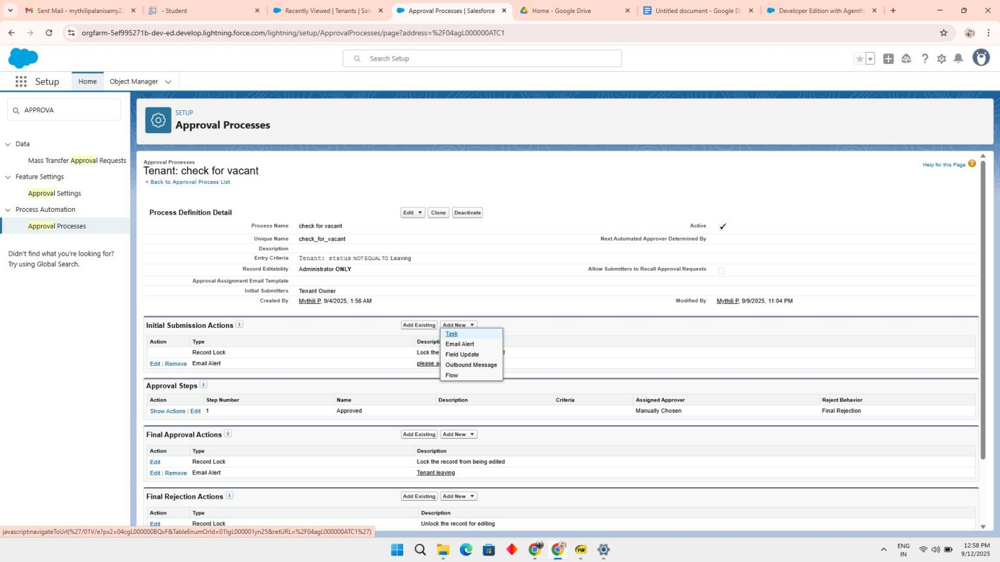 Sent Mail - mythilipalanisamy22
- Student
Recently Viewed | Tenants | Sale
Approval Processes | Salesforce
Home - Google Drive
Untitled document - Google Do
Developer Edition with Agentfo
orgfarm-5ef995271b-dev-ed.develop.lightning.force.com/lightning/setup/ApprovalProcesses/page?address=%2F04agL000000ATC1
Search Setup
Setup
Home
Object Manager
APPROVA
Data
Mass Transfer Approval Requests
Feature Settings
Approval Settings
Process Automation
Approval Processes
Didn't find what you're looking for?
Try using Global Search.
SETUP
Approval Processes
Approval Processes
Tenant: check for vacant
« Back to Approval Process List
Help for this Page
Process Definition Detail
Edit
Clone
Deactivate
Process Name check for vacant Active
Unique Name check_for_vacant Next Automated Approver Determined By
Description
Entry Criteria Tenant: status NOT EQUAL TO Leaving
Record Editability Administrator ONLY Allow Submitters to Recall Approval Requests
Approval Assignment Email Template
Initial Submitters Tenant Owner
Created By Mythili P, 9/4/2025, 1:56 AM Modified By Mythili P, 9/9/2025, 11:04 PM
Initial Submission Actions i Add Existing Add New
Task
Email Alert
Field Update
Outbound Message
Flow
Action Type Descripti
Record Lock Lock the d
Edit | Remove Email Alert please a
Approval Steps i
Action Step Number Name Description Criteria Assigned Approver Reject Behavior
Show Actions | Edit 1 Approved Manually Chosen Final Rejection
Final Approval Actions i Add Existing Add New
Action Type Description
Edit Record Lock Lock the record from being edited
Edit | Remove Email Alert Tenant leaving
Final Rejection Actions i Add Existing Add New
Action Type Description
Edit Record Lock Unlock the record for editing
javascript:navigateToUrl(%27/01V/e?px2=04cgL000000BQvF&TableEnumOrId=01IgL000001yn25&retURL=%2F04agL000000ATC1%27)
ENG
IN
12:58 PM
9/12/2025